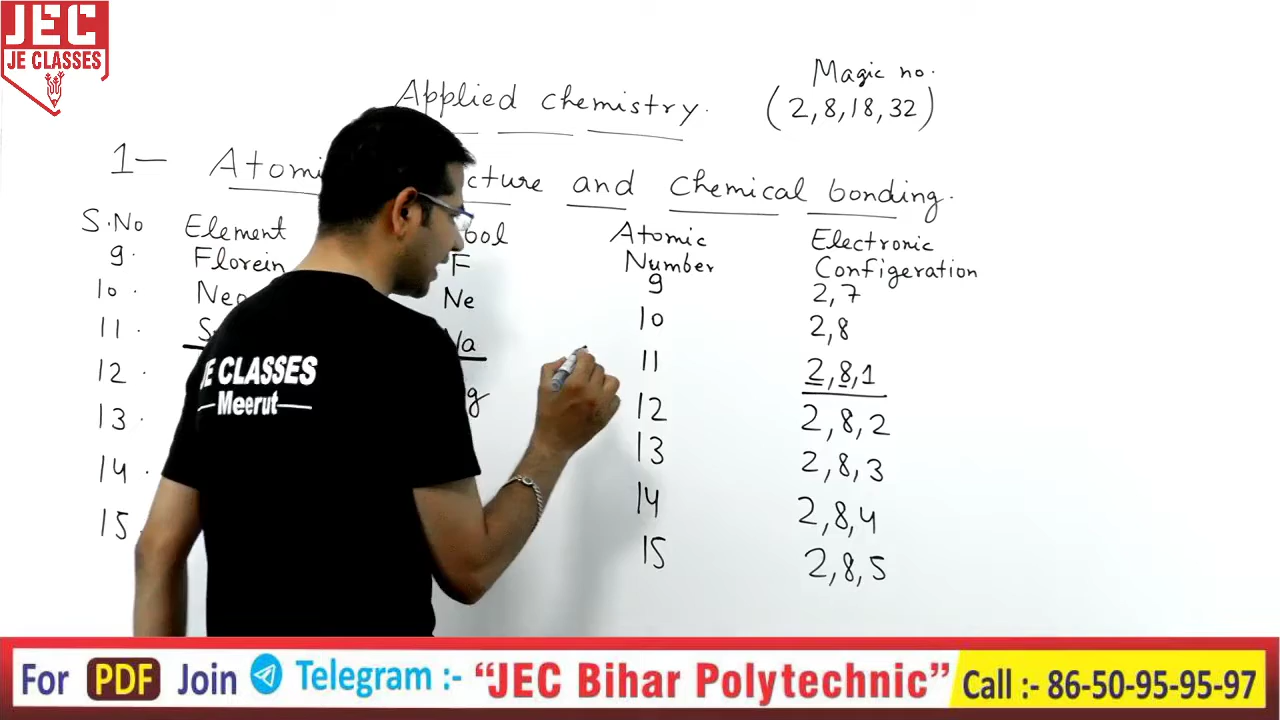 JEC
JE CLASSES
Magic no.
Applied chemistry. (2,8,18,32)
1— and Chemical bonding.
S.No Element Atomic Number Electronic Configeration
9. Florein F 9 2,7
10. Ne 10 2,8
11. 11 2,8,1
12. 12 2,8,2
13. 13 2,8,3
14. 14 2,8,4
15. 15 2,8,5
JE CLASSES
Meerut
For PDF Join Telegram :- “JEC Bihar Polytechnic” Call :- 86-50-95-95-97